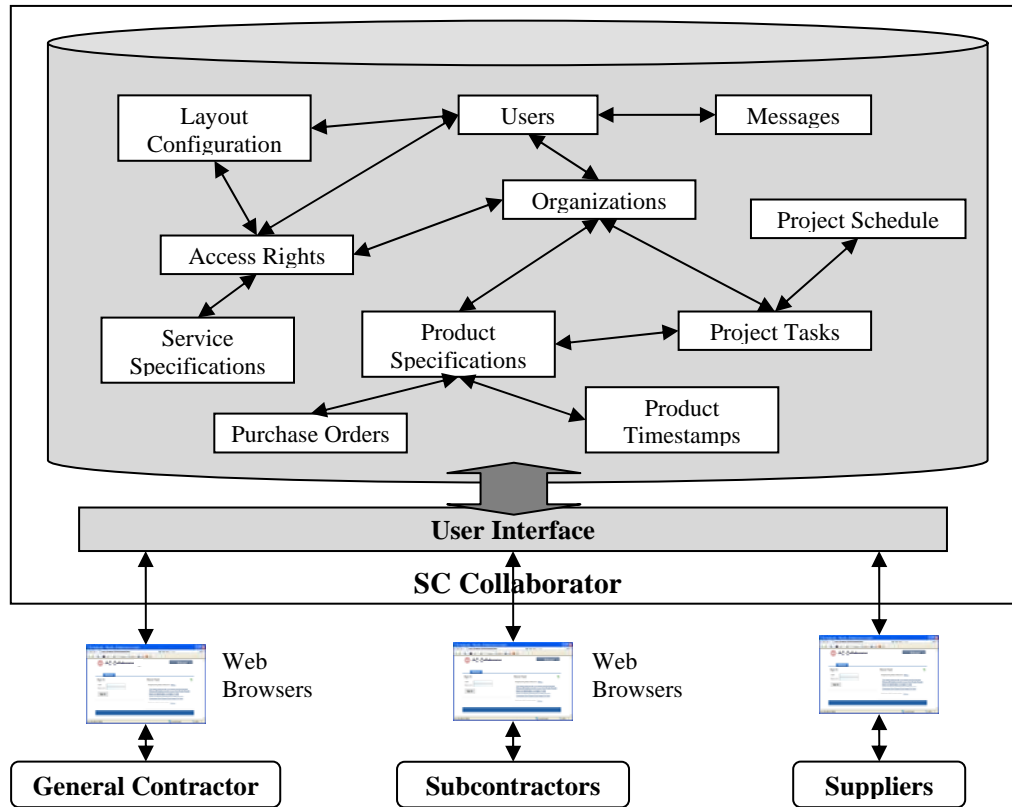 Layout
Configuration
Users
Messages
Organizations
Project Schedule
Access Rights
Service
Specifications
Product
Specifications
Project Tasks
Purchase Orders
Product
Timestamps
User Interface
SC Collaborator
Web
Browsers
Web
Browsers
General Contractor
Subcontractors
Suppliers